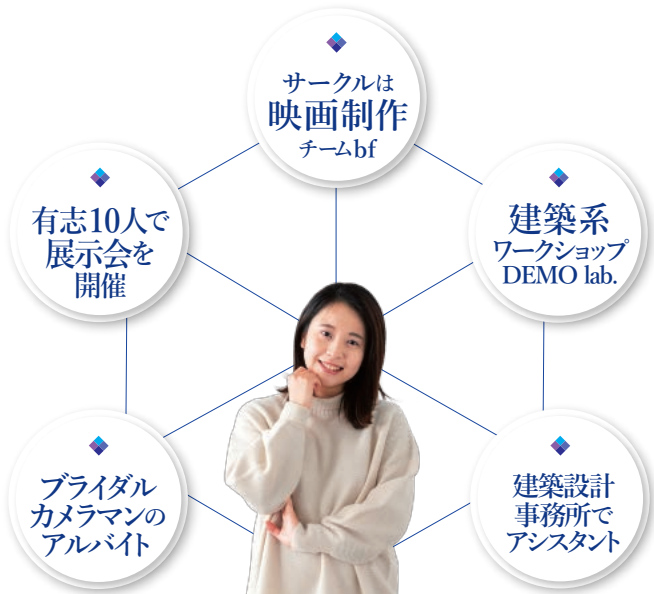 サークルは
映画制作
チームbf
有志10人で
展示会を
開催
建築系
ワークショップ
DEMO lab.
ブライダル
カメラマンの
アルバイト
建築設計
事務所で
アシスタント